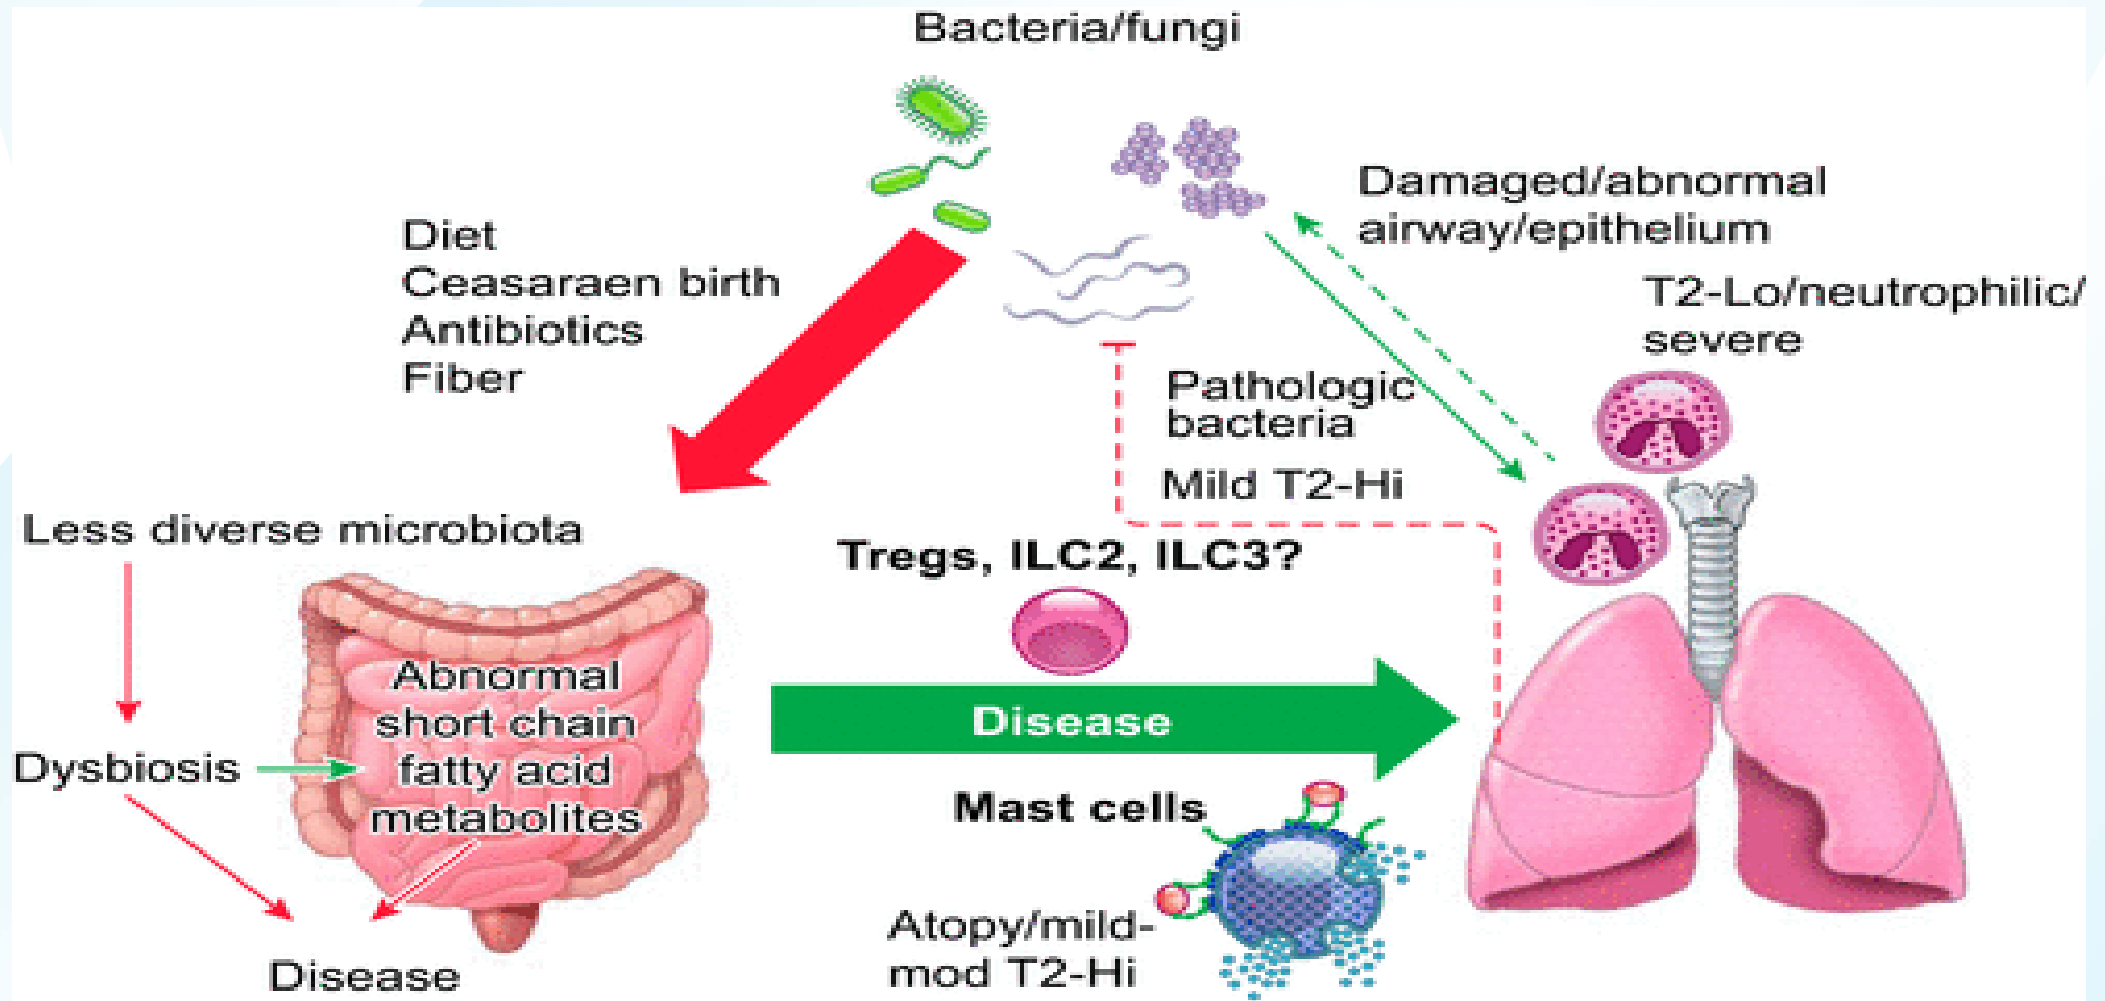 Bacteria/fungi
Damaged/abnormal
airway/epithelium
Diet
Ceasaraen birth
Antibiotics
Fiber
T2-Lo/neutrophilic/
severe
Pathologic
bacteria
Mild T2-Hi
Less diverse microbiota
Tregs, ILC2, ILC3?
Abnormal
short chain
fatty acid
metabolites
Disease
Dysbiosis
Mast cells
Atopy/mild-
mod T2-Hi
Disease